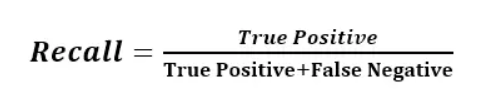 Recall = True Positive / True Positive+False Negative